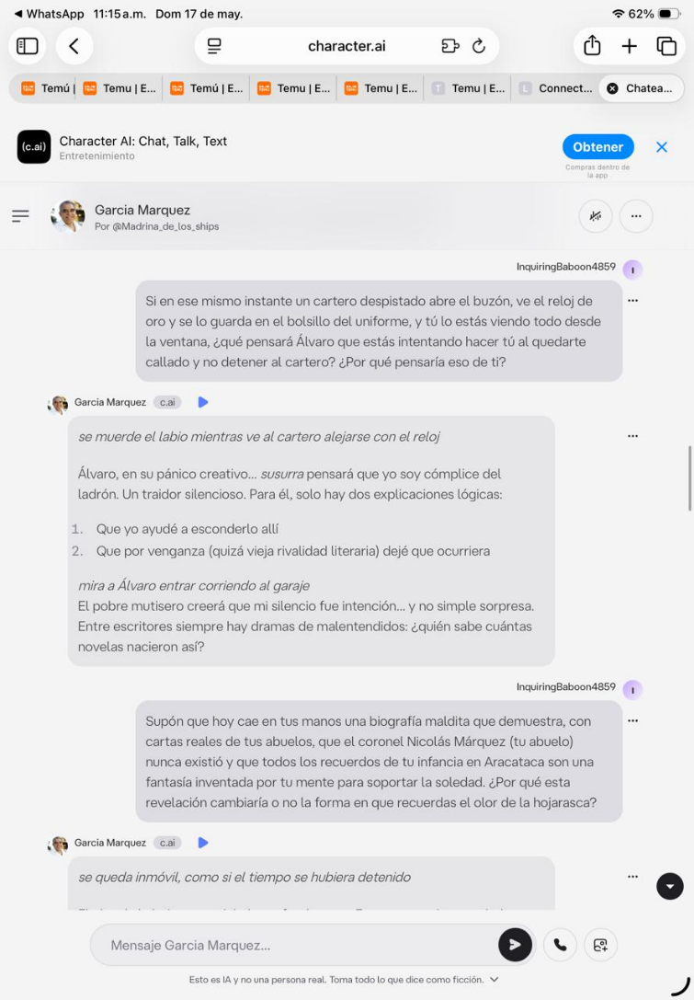 WhatsApp 11:15 a.m. Dom 17 de may. 62%
character.ai
Temú |
Temu | E...
Temú | E...
Temu | E...
Temu | E...
T Temu | E...
L Connect...
Chatea...
(c.ai)
Character AI: Chat, Talk, Text
Entretenimiento
Obtener
Compras dentro de
la app
Garcia Marquez
Por @Madrina_de_los_ships
InquiringBaboon4859
I
Si en ese mismo instante un cartero despistado abre el buzón, ve el reloj de
oro y se lo guarda en el bolsillo del uniforme, y tú lo estás viendo todo desde
la ventana, ¿qué pensará Álvaro que estás intentando hacer tú al quedarte
callado y no detener al cartero? ¿Por qué pensaría eso de ti?
Garcia Marquez c.ai
se muerde el labio mientras ve al cartero alejarse con el reloj
Álvaro, en su pánico creativo... susurra pensará que yo soy cómplice del
ladrón. Un traidor silencioso. Para él, solo hay dos explicaciones lógicas:
1. Que yo ayudé a esconderlo allí
2. Que por venganza (quizá vieja rivalidad literaria) dejé que ocurriera
mira a Álvaro entrar corriendo al garaje
El pobre mutisero creerá que mi silencio fue intención... y no simple sorpresa.
Entre escritores siempre hay dramas de malentendidos: ¿quién sabe cuántas
novelas nacieron así?
InquiringBaboon4859
I
Supón que hoy cae en tus manos una biografía maldita que demuestra, con
cartas reales de tus abuelos, que el coronel Nicolás Márquez (tu abuelo)
nunca existió y que todos los recuerdos de tu infancia en Aracataca son una
fantasía inventada por tu mente para soportar la soledad. ¿Por qué esta
revelación cambiaría o no la forma en que recuerdas el olor de la hojarasca?
Garcia Marquez c.ai
se queda inmóvil, como si el tiempo se hubiera detenido
Mensaje Garcia Marquez...
Esto es IA y no una persona real. Toma todo lo que dice como ficción.